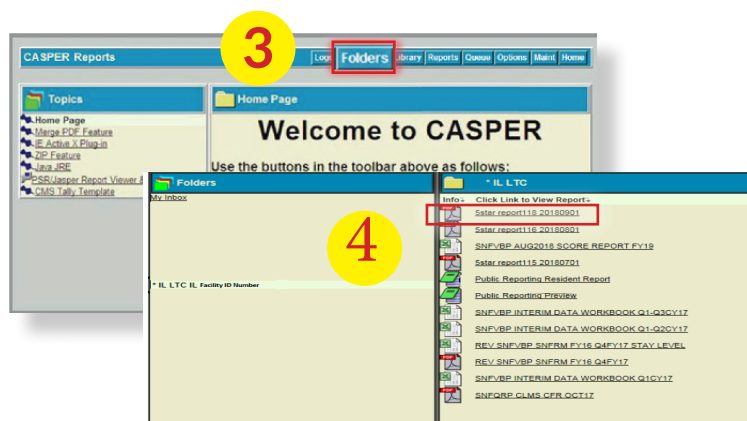 3
CASPER Reports
Folders Library Reports Queue Options Maint Home
Topics
Home Page
Merge PDF Feature
IE Active X Plug-in
ZIP Feature
Java JRE
PSR/Jasper Report Viewer
CMS Tally Template
Home Page
Welcome to CASPER
Use the buttons in the toolbar above as follows:
Folders
My Inbox
4
* IL LTC IL Facility ID Number
* IL LTC
Info Click Link to View Report
5star report118 20180901
5star report116 20180801
SNFVBP AUG2018 SCORE REPORT FY19
5star report115 20180701
Public Reporting Resident Report
Public Reporting Preview
SNFVBP INTERIM DATA WORKBOOK Q1-Q3CY17
SNFVBP INTERIM DATA WORKBOOK Q1-Q2CY17
REV SNFVBP SNFRM FY16 Q4FY17 STAY LEVEL
REV SNFVBP SNFRM FY16 Q4FY17
SNFVBP INTERIM DATA WORKBOOK Q1CY17
SNFQRP CLMS CFR OCT17